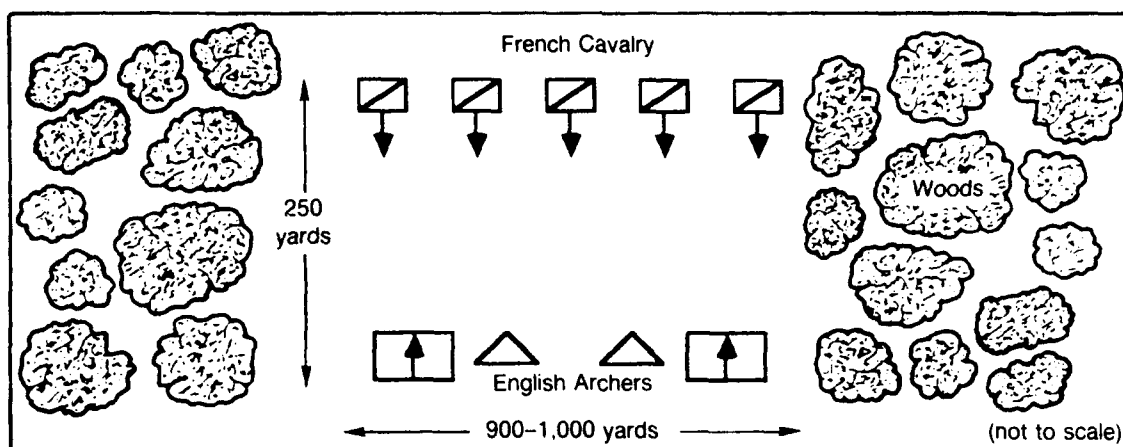 French Cavalry
Woods
250
yards
English Archers
900–1,000 yards
(not to scale)